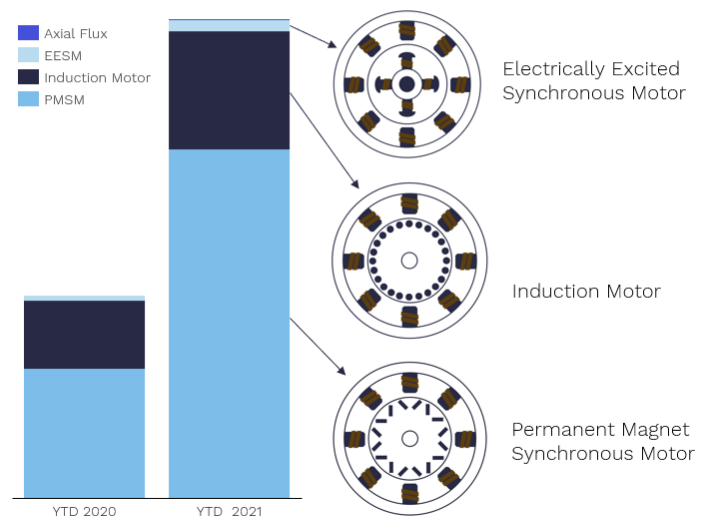 Axial Flux
EESM
Induction Motor
PMSM
Electrically Excited
Synchronous Motor
Induction Motor
Permanent Magnet
Synchronous Motor
YTD 2020
YTD 2021